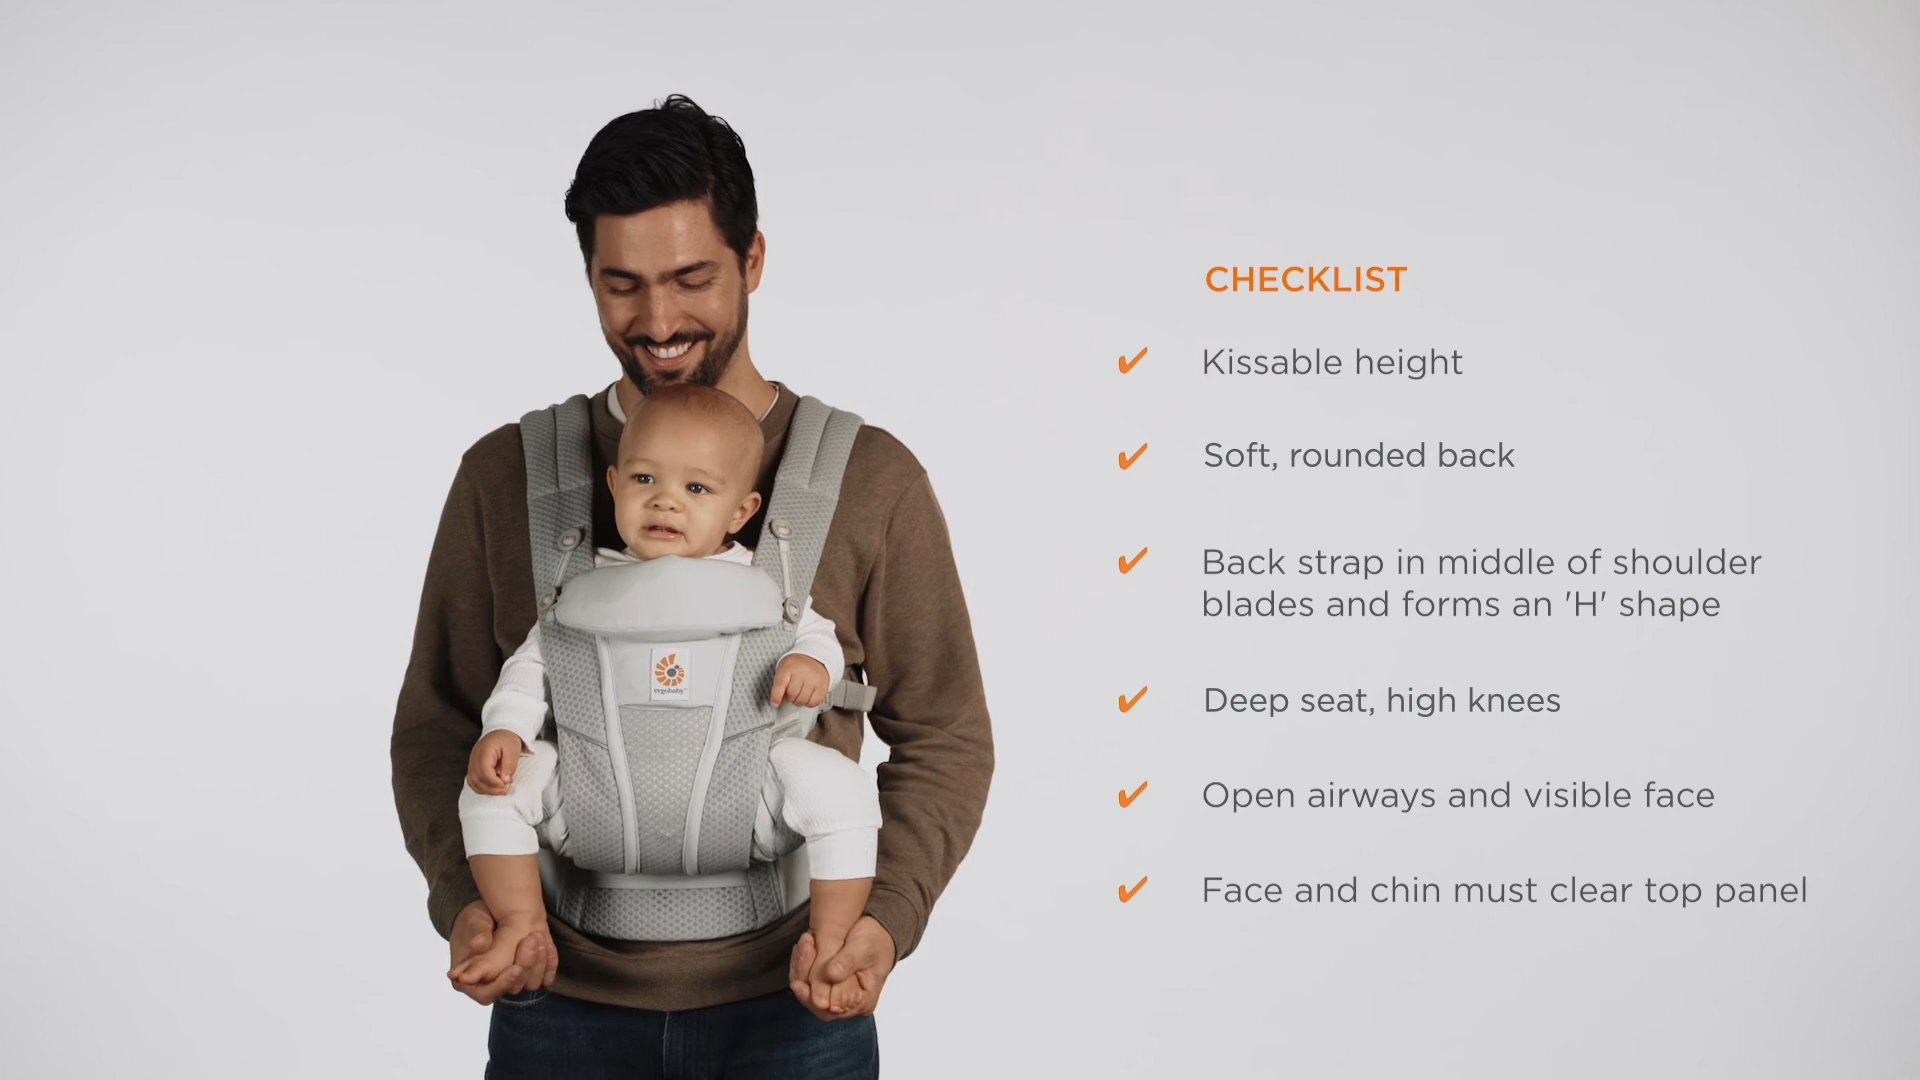 CHECKLIST
Kissable height
Soft, rounded back
Back strap in middle of shoulder
blades and forms an 'H' shape
Deep seat, high knees
Open airways and visible face
Face and chin must clear top panel
ergobaby